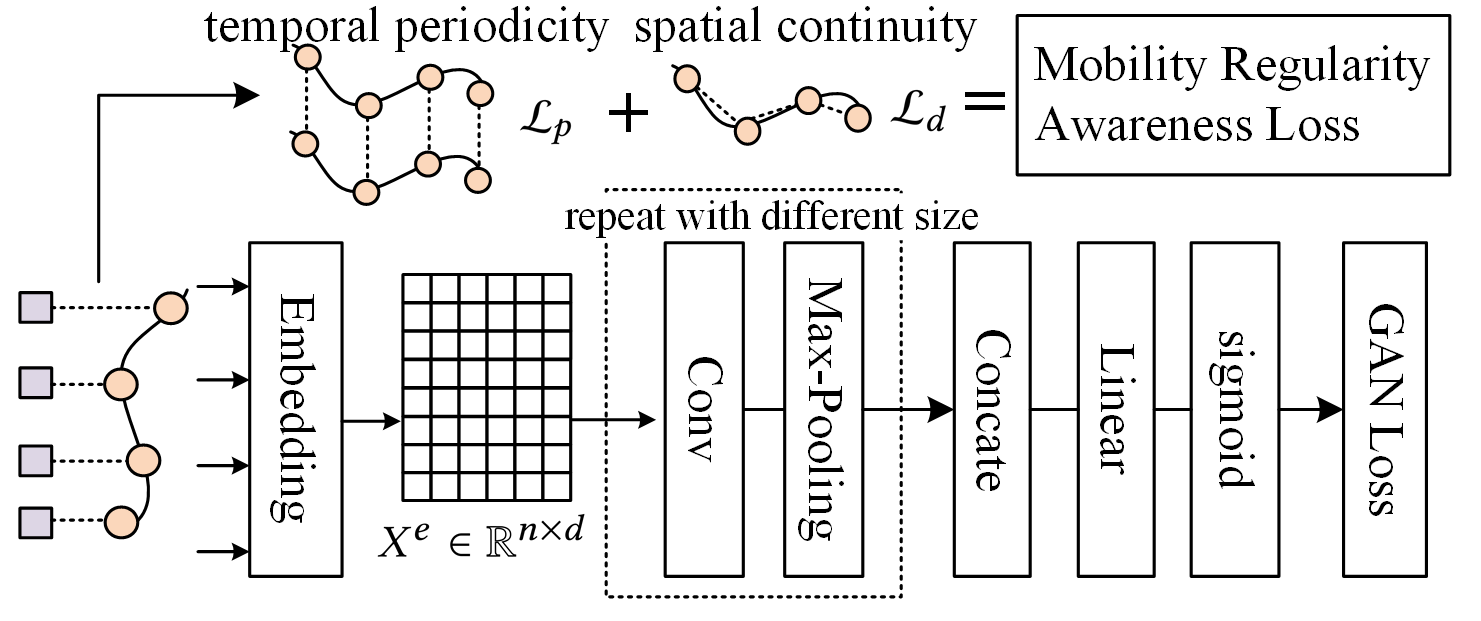 temporal periodicity spatial continuity
ℒp + ℒd =
Mobility Regularity
Awareness Loss
repeat with different size
Embedding
Xᵉ ∈ ℝⁿˣᵈ
Conv
Max-Pooling
Concate
Linear
sigmoid
GAN Loss